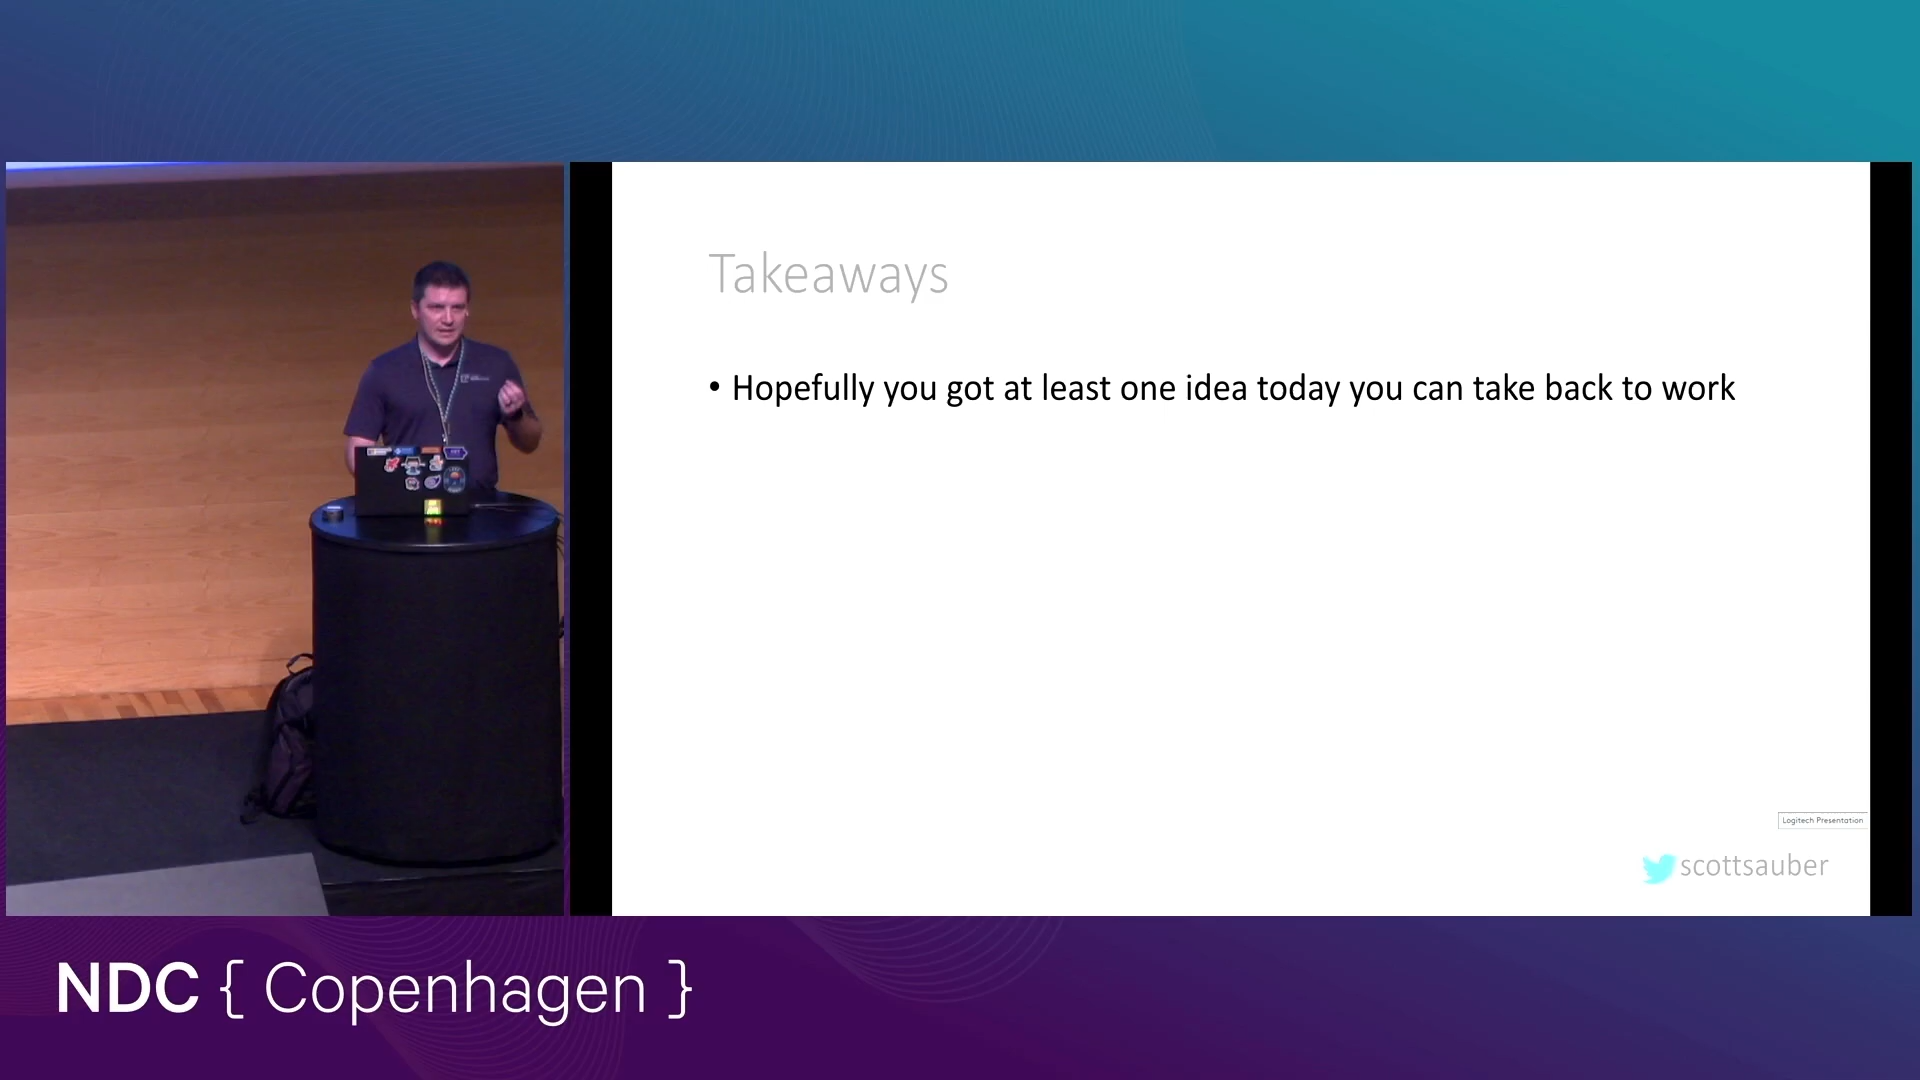 Takeaways
• Hopefully you got at least one idea today you can take back to work
Logitech Presentation
scottsauber
NDC { Copenhagen }